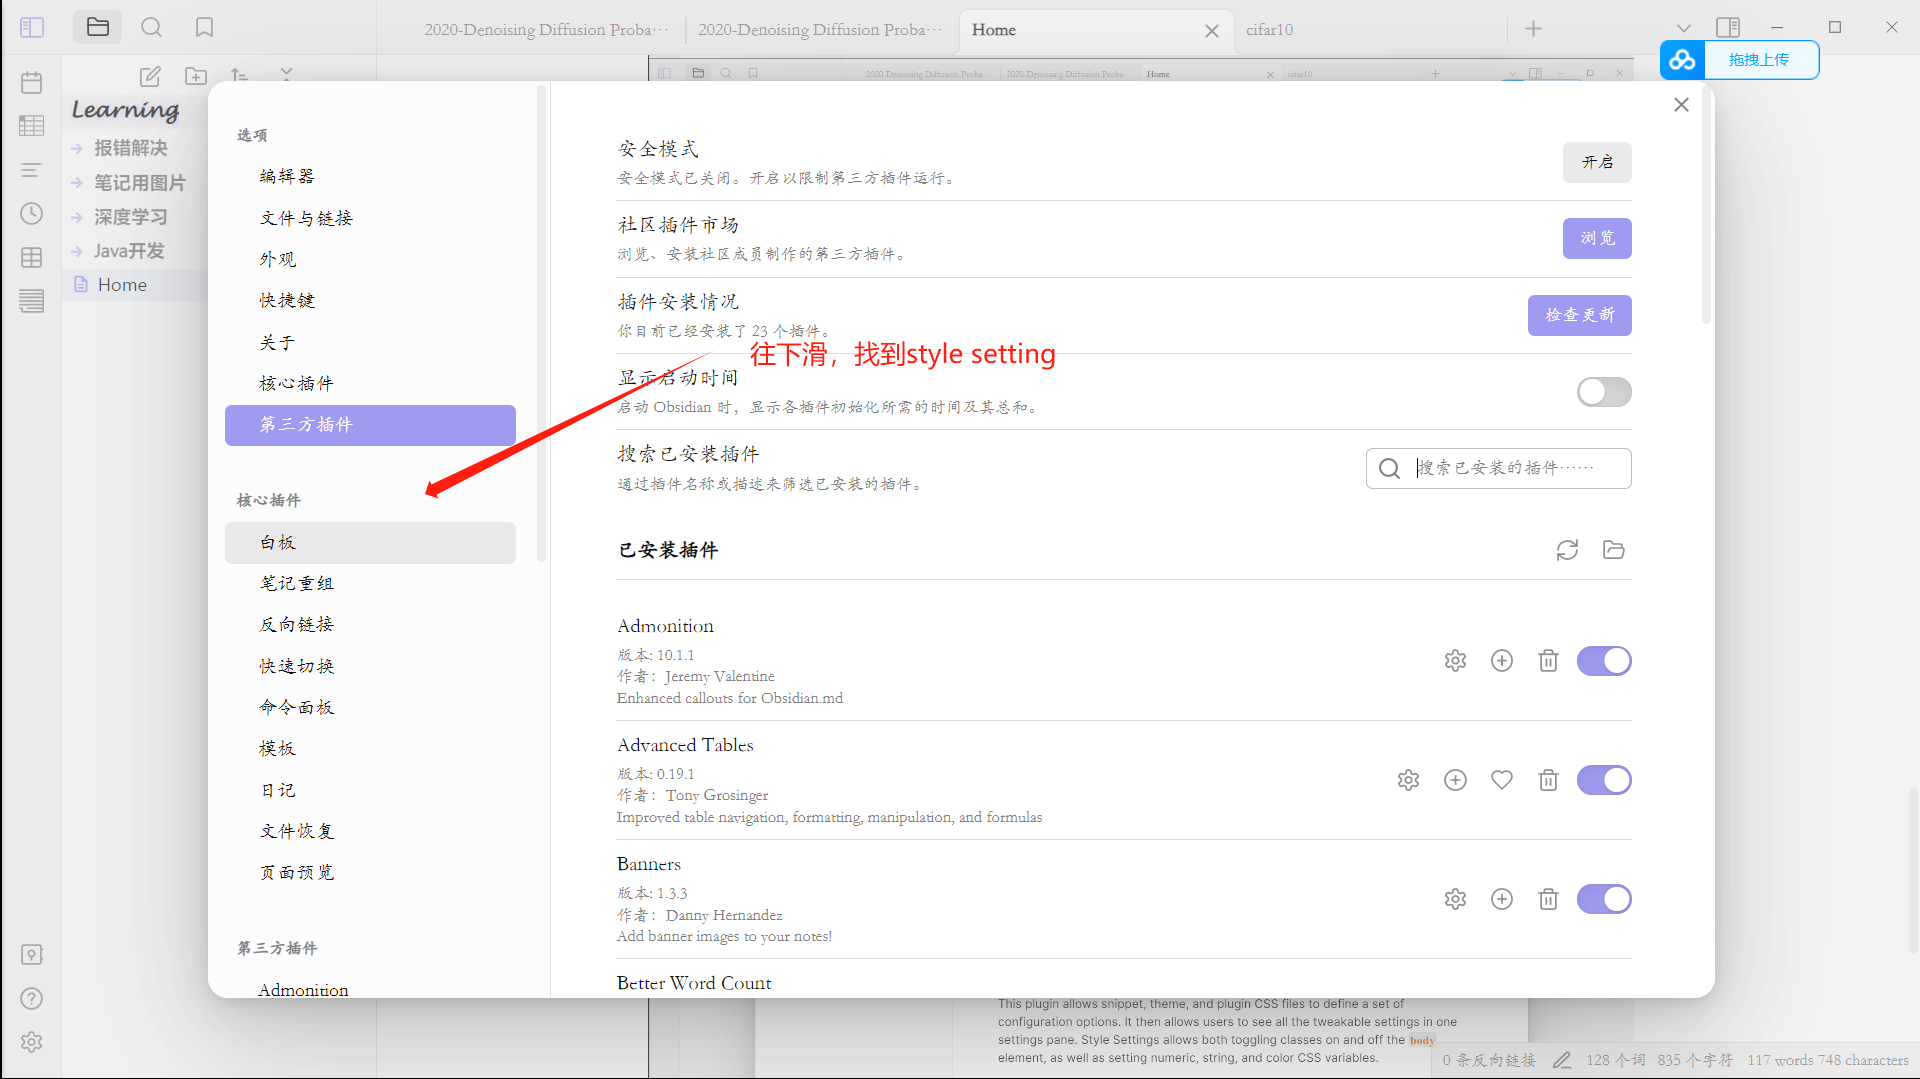 2020-Denoising Diffusion Proba···
2020-Denoising Diffusion Proba···
Home
cifar10
拖拽上传
2020-Denoising Diffusion Proba
2020-Denoising Diffusion Proba
Home
cifar10
Learning
报错解决
笔记用图片
深度学习
Java开发
Home
选项
编辑器
文件与链接
外观
快捷键
关于
核心插件
第三方插件
核心插件
白板
笔记重组
反向链接
快速切换
命令面板
模板
日记
文件恢复
页面预览
第三方插件
Admonition
安全模式
安全模式已关闭。开启以限制第三方插件运行。
开启
社区插件市场
浏览、安装社区成员制作的第三方插件。
浏览
插件安装情况
你目前已经安装了 23 个插件。
检查更新
往下滑，找到style setting
显示启动时间
启动 Obsidian 时，显示各插件初始化所需的时间及其总和。
搜索已安装插件
通过插件名称或描述来筛选已安装的插件。
搜索已安装的插件······
已安装插件
Admonition
版本: 10.1.1
作者： Jeremy Valentine
Enhanced callouts for Obsidian.md
Advanced Tables
版本: 0.19.1
作者： Tony Grosinger
Improved table navigation, formatting, manipulation, and formulas
Banners
版本: 1.3.3
作者： Danny Hernandez
Add banner images to your notes!
Better Word Count
This plugin allows snippet, theme, and plugin CSS files to define a set of
configuration options. It then allows users to see all the tweakable settings in one
settings pane. Style Settings allows both toggling classes on and off the body
element, as well as setting numeric, string, and color CSS variables.
0 条反向链接
128 个词
835 个字符
117 words 748 characters